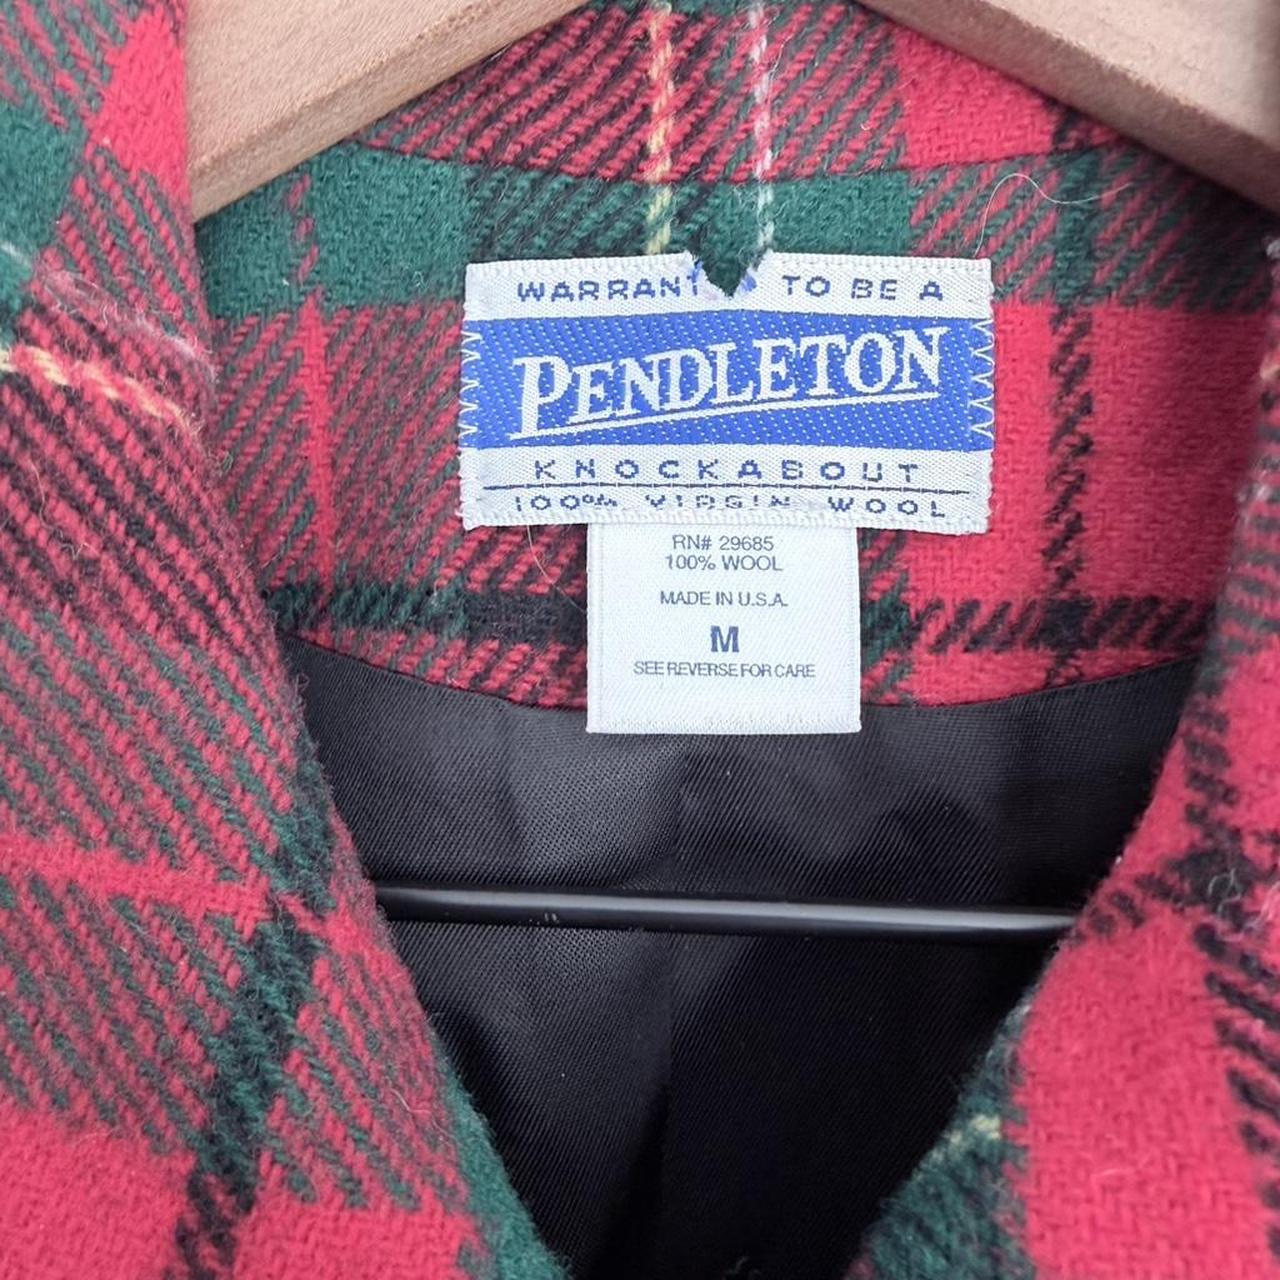 WARRANT TO BE A
PENDLETON
KNOCKABOUT
100% VIRGIN WOOL
RN# 29685
100% WOOL
MADE IN U.S.A.
M
SEE REVERSE FOR CARE